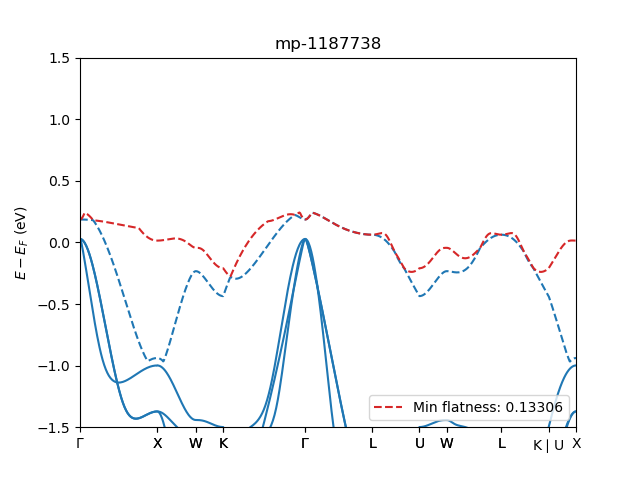 mp-1187738
E − E_F (eV)
1.5
1.0
0.5
0.0
−0.5
−1.0
−1.5
Min flatness: 0.13306
Γ X W K Γ L U W L K | U X